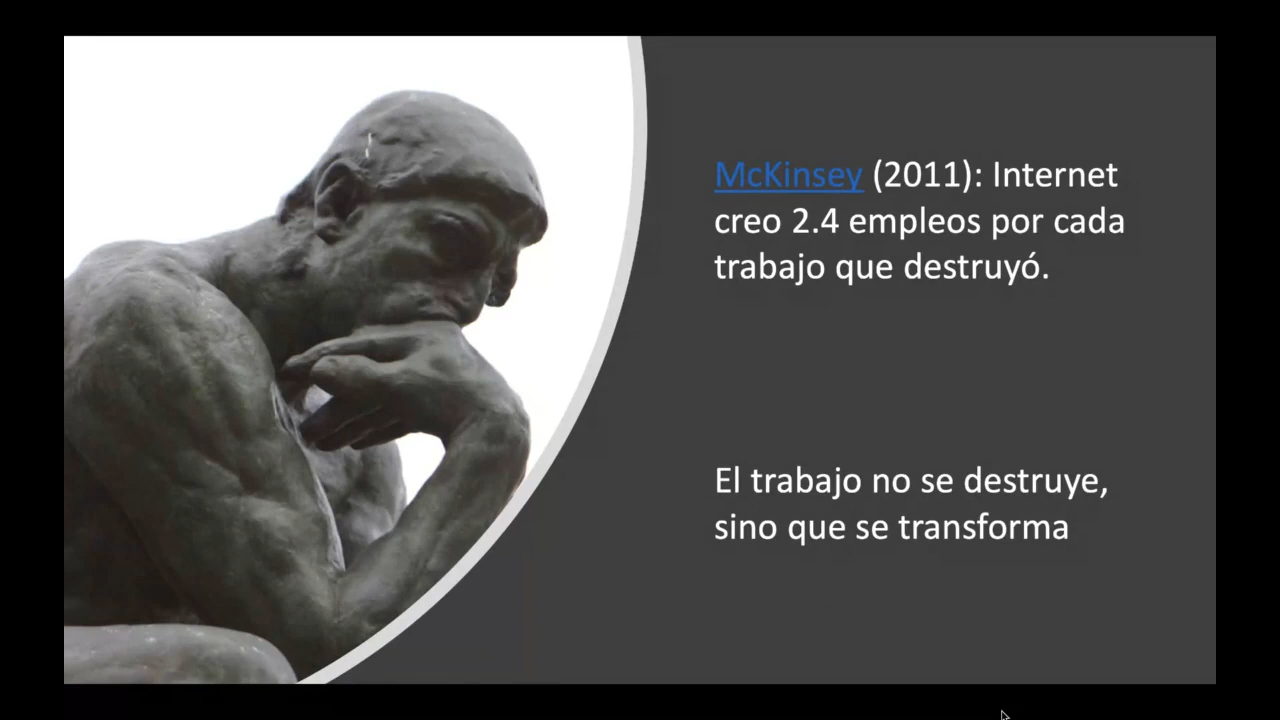 McKinsey (2011): Internet
creo 2.4 empleos por cada
trabajo que destruyó.
El trabajo no se destruye,
sino que se transforma